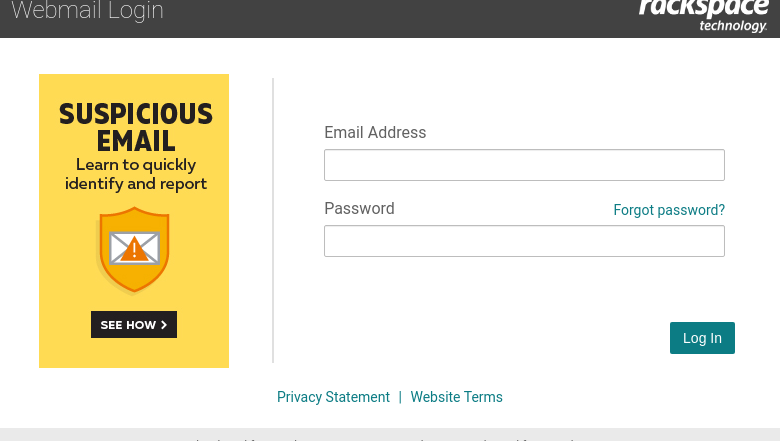 Webmail Login
rackspace
technology.
SUSPICIOUS
EMAIL
Learn to quickly
identify and report
SEE HOW
Email Address
Password
Forgot password?
Log In
Privacy Statement | Website Terms